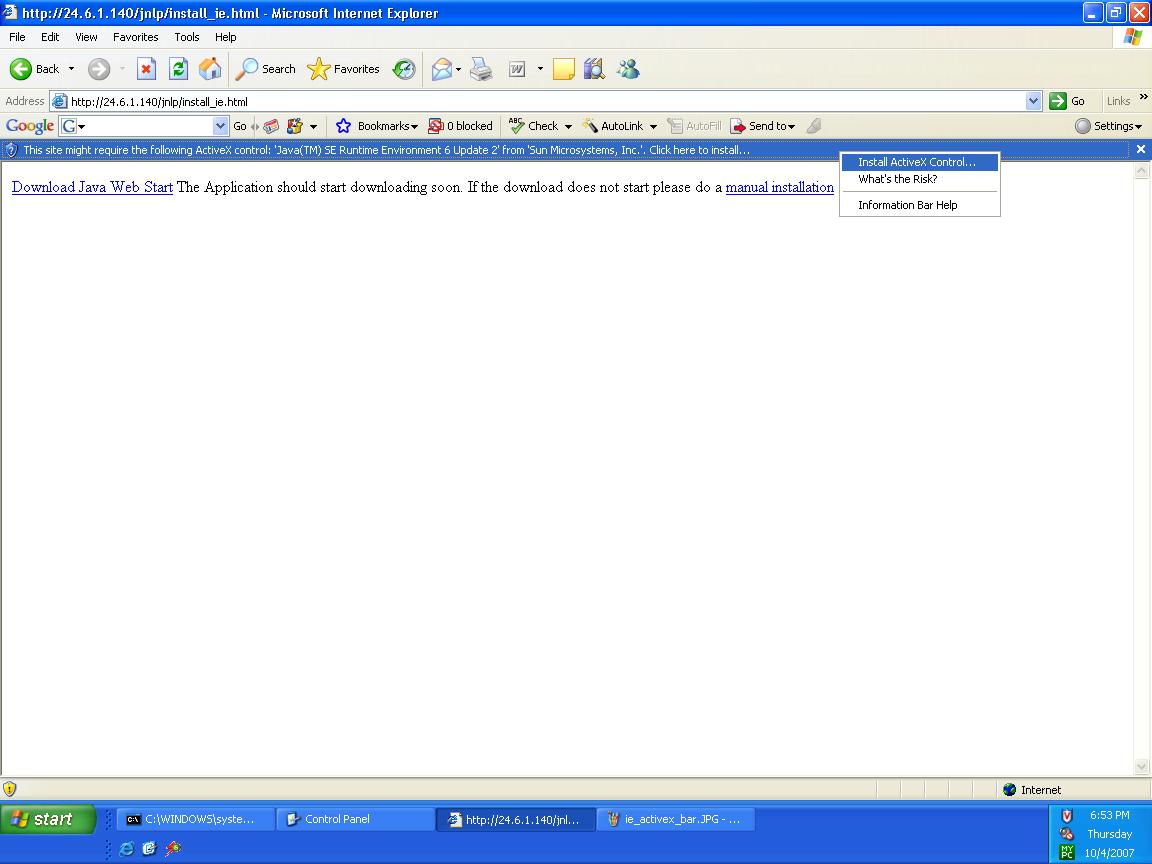 http://24.6.1.140/jnlp/install_ie.html - Microsoft Internet Explorer
File Edit View Favorites Tools Help
Back Search Favorites W
Address http://24.6.1.140/jnlp/install_ie.html Go Links »
Google G Go Bookmarks 0 blocked ABC Check AutoLink AutoFill Send to Settings
This site might require the following ActiveX control: 'Java(TM) SE Runtime Environment 6 Update 2' from 'Sun Microsystems, Inc.'. Click here to install...
Install ActiveX Control...
What's the Risk?
Information Bar Help
Download Java Web Start The Application should start downloading soon. If the download does not start please do a manual installation
Internet
start C:\WINDOWS\syste... Control Panel http://24.6.1.140/jnl... ie_activex_bar.JPG - ...
6:53 PM
Thursday
MY PC 10/4/2007